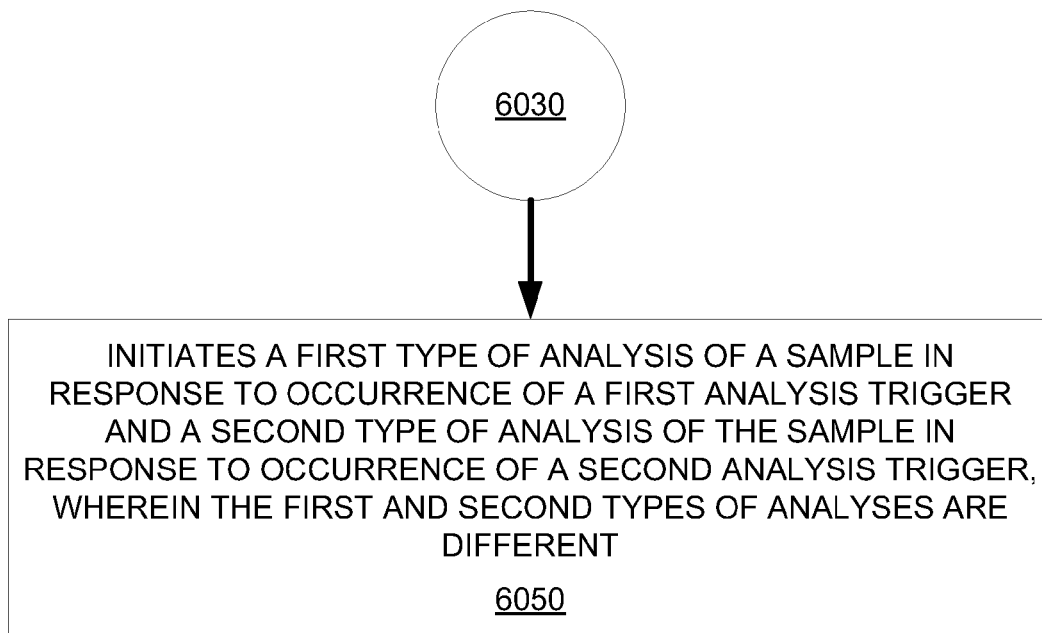 6030
INITIATES A FIRST TYPE OF ANALYSIS OF A SAMPLE IN
RESPONSE TO OCCURRENCE OF A FIRST ANALYSIS TRIGGER
AND A SECOND TYPE OF ANALYSIS OF THE SAMPLE IN
RESPONSE TO OCCURRENCE OF A SECOND ANALYSIS TRIGGER,
WHEREIN THE FIRST AND SECOND TYPES OF ANALYSES ARE
DIFFERENT
6050